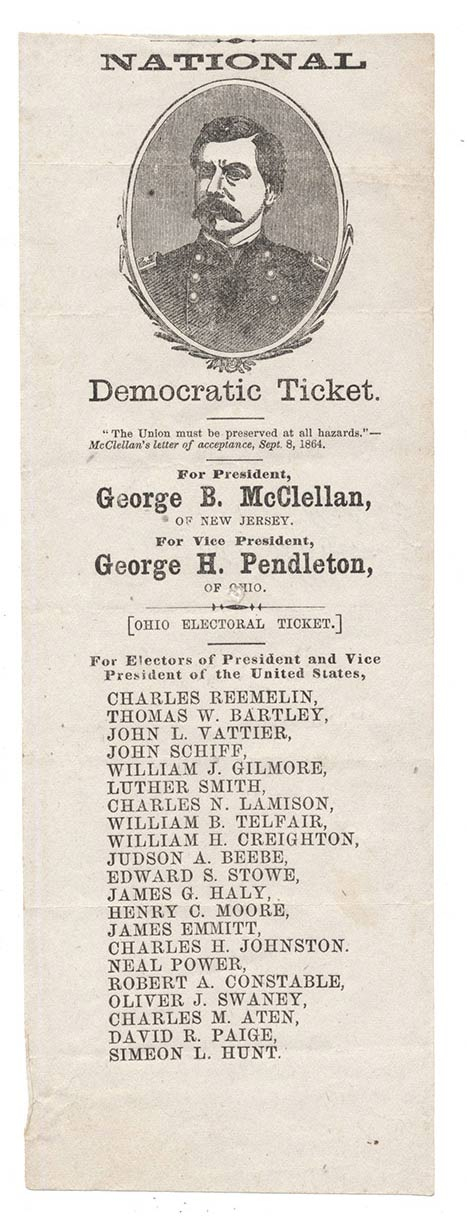 NATIONAL
Democratic Ticket.
“The Union must be preserved at all hazards.”—
McClellan's letter of acceptance, Sept. 8, 1864.
For President,
George B. McClellan,
OF NEW JERSEY.
For Vice President,
George H. Pendleton,
OF OHIO.
[OHIO ELECTORAL TICKET.]
For Electors of President and Vice
President of the United States,
CHARLES REEMELIN,
THOMAS W. BARTLEY,
JOHN L. VATTIER,
JOHN SCHIFF,
WILLIAM J. GILMORE,
LUTHER SMITH,
CHARLES N. LAMISON,
WILLIAM B. TELFAIR,
WILLIAM H. CREIGHTON,
JUDSON A. BEEBE,
EDWARD S. STOWE,
JAMES G. HALY,
HENRY C. MOORE,
JAMES EMMITT,
CHARLES H. JOHNSTON.
NEAL POWER,
ROBERT A. CONSTABLE,
OLIVER J. SWANEY,
CHARLES M. ATEN,
DAVID R. PAIGE,
SIMEON L. HUNT.